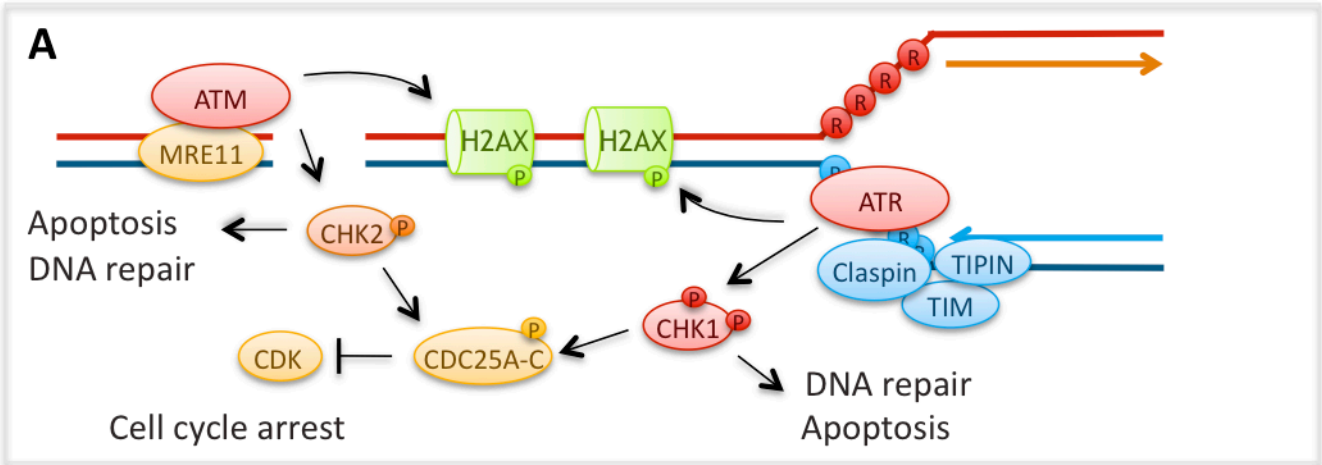 A
ATM
MRE11
H2AX
P
H2AX
P
R
R
R
R
ATR
R
Claspin
TIPIN
TIM
CHK2
P
Apoptosis
DNA repair
CHK1
P
P
CDC25A-C
P
CDK
Cell cycle arrest
DNA repair
Apoptosis